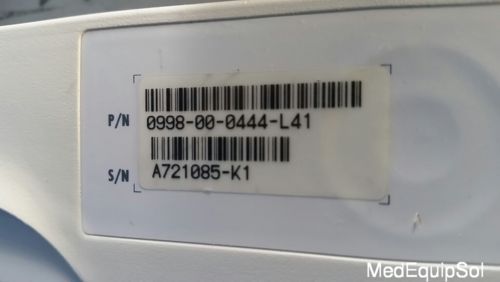 P/N 0998-00-0444-L41
S/N A721085-K1
MedEquipSol